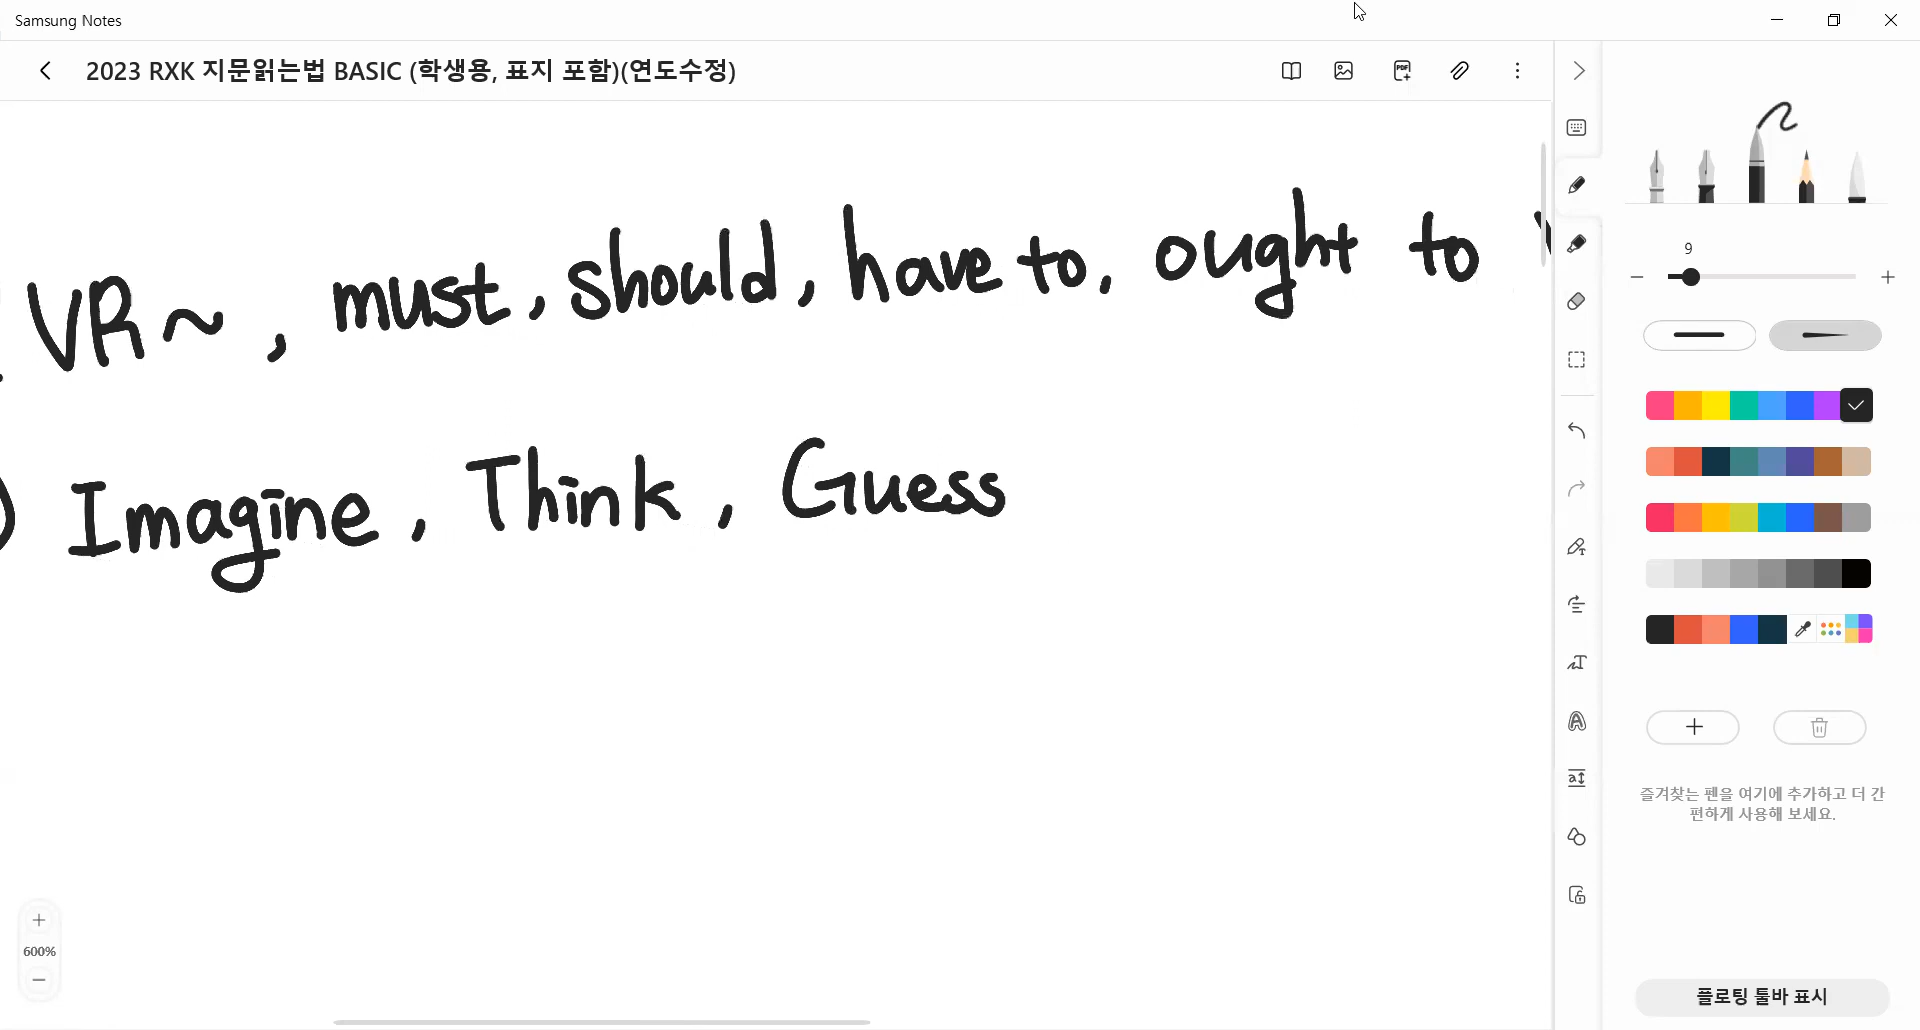 Samsung Notes
2023 RXK 지문읽는법 BASIC (학생용, 표지 포함)(연도수정)
PDF
9
VR ~ , must, should, have to, ought to
) Imagine, Think, Guess
즐겨찾는 펜을 여기에 추가하고 더 간
편하게 사용해 보세요.
600%
플로팅 툴바 표시